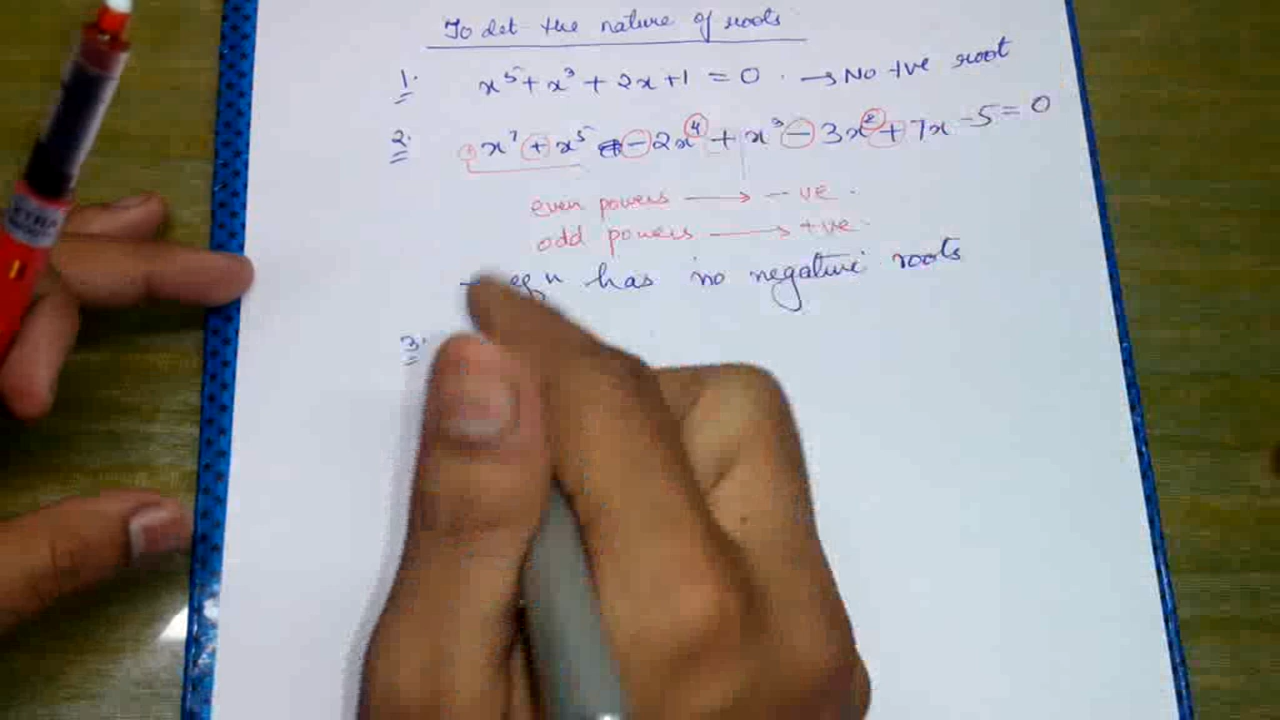 To det the nature of roots
1. x⁵ + x³ + 2x + 1 = 0 . → No +ve root
2. x⁷ + x⁵ - 2x⁴ + x³ - 3x² + 7x - 5 = 0
even powers → - ve .
odd powers → +ve .
eqn has no negative roots
3.